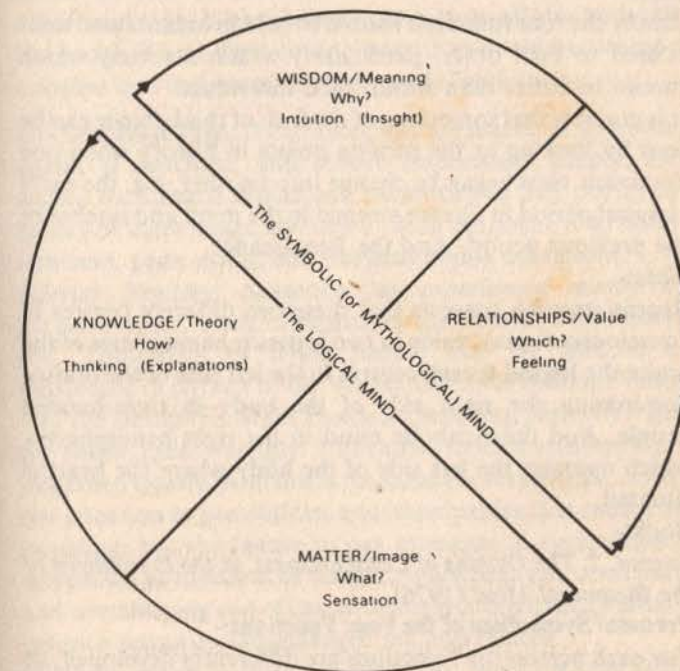 WISDOM/Meaning
Why?
Intuition (Insight)
The SYMBOLIC (or MYTHOLOGICAL) MIND
The LOGICAL MIND
KNOWLEDGE/Theory
How?
Thinking (Explanations)
RELATIONSHIPS/Value
Which?
Feeling
MATTER/Image
What?
Sensation